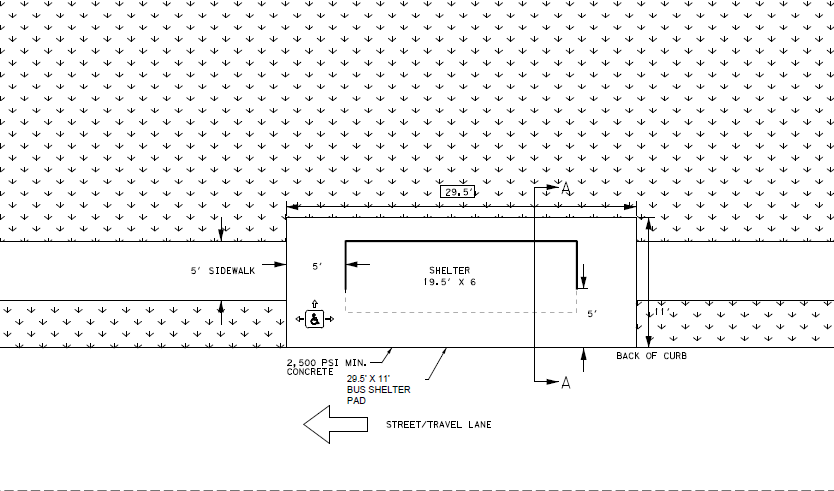 29.5'
A
5' SIDEWALK
5'
SHELTER
19.5' X 6
5'
11'
BACK OF CURB
2,500 PSI MIN.
CONCRETE
29.5' X 11'
BUS SHELTER
PAD
A
STREET/TRAVEL LANE